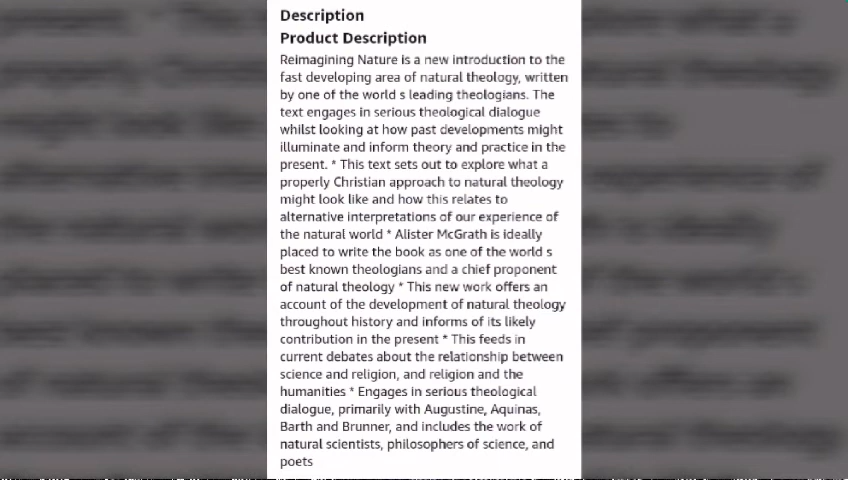 Description
Product Description
Reimagining Nature is a new introduction to the
fast developing area of natural theology, written
by one of the world s leading theologians. The
text engages in serious theological dialogue
whilst looking at how past developments might
illuminate and inform theory and practice in the
present. * This text sets out to explore what a
properly Christian approach to natural theology
might look like and how this relates to
alternative interpretations of our experience of
the natural world * Alister McGrath is ideally
placed to write the book as one of the world s
best known theologians and a chief proponent
of natural theology * This new work offers an
account of the development of natural theology
throughout history and informs of its likely
contribution in the present * This feeds in
current debates about the relationship between
science and religion, and religion and the
humanities * Engages in serious theological
dialogue, primarily with Augustine, Aquinas,
Barth and Brunner, and includes the work of
natural scientists, philosophers of science, and
poets